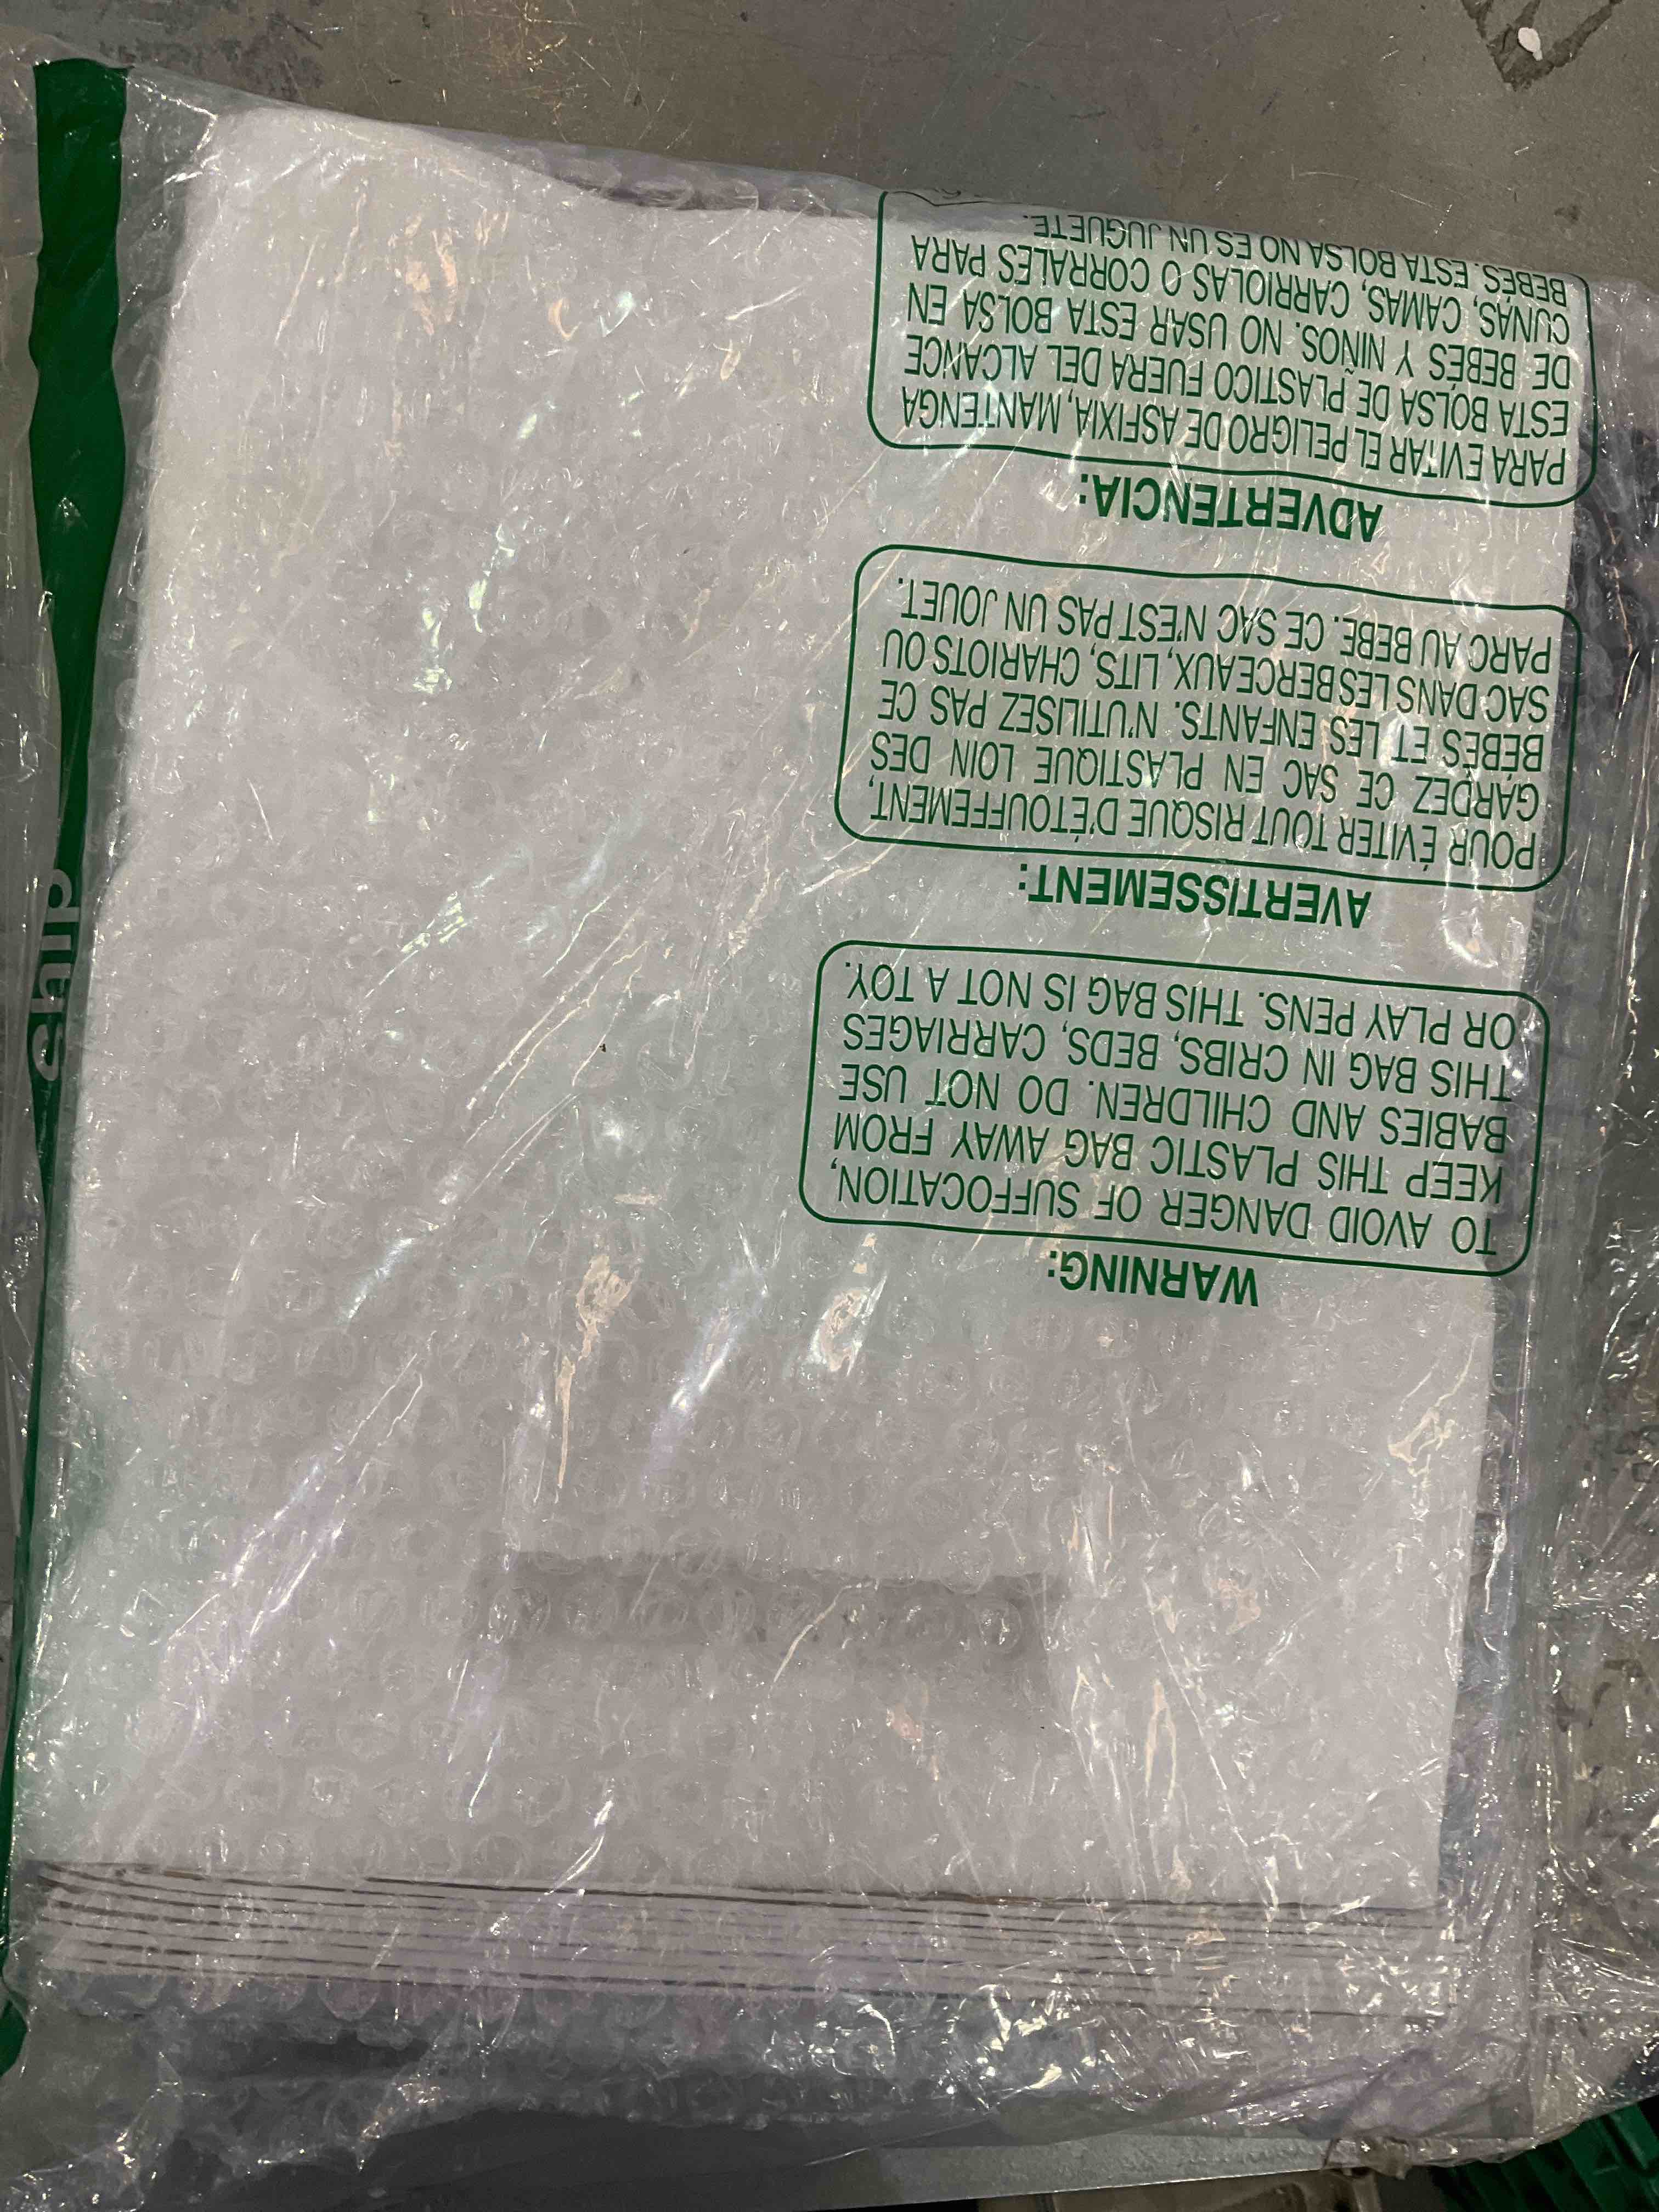 WARNING:
TO AVOID DANGER OF SUFFOCATION,
KEEP THIS PLASTIC BAG AWAY FROM
BABIES AND CHILDREN. DO NOT USE
THIS BAG IN CRIBS, BEDS, CARRIAGES
OR PLAY PENS. THIS BAG IS NOT A TOY.
AVERTISSEMENT:
POUR ÉVITER TOUT RISQUE D'ÉTOUFFEMENT,
GARDEZ CE SAC EN PLASTIQUE LOIN DES
BÉBÉS ET LES ENFANTS. N'UTILISEZ PAS CE
SAC DANS LES BERCEAUX, LITS, CHARIOTS OU
PARC AU BEBE. CE SAC N'EST PAS UN JOUET.
ADVERTENCIA:
PARA EVITAR EL PELIGRO DE ASFIXIA, MANTENGA
ESTA BOLSA DE PLASTICO FUERA DEL ALCANCE
DE BEBÉS Y NIÑOS. NO USAR ESTA BOLSA EN
CUNAS, CAMAS, CARRIOLAS O CORRALES PARA
BEBÉS. ESTA BOLSA NO ES UN JUGUETE.